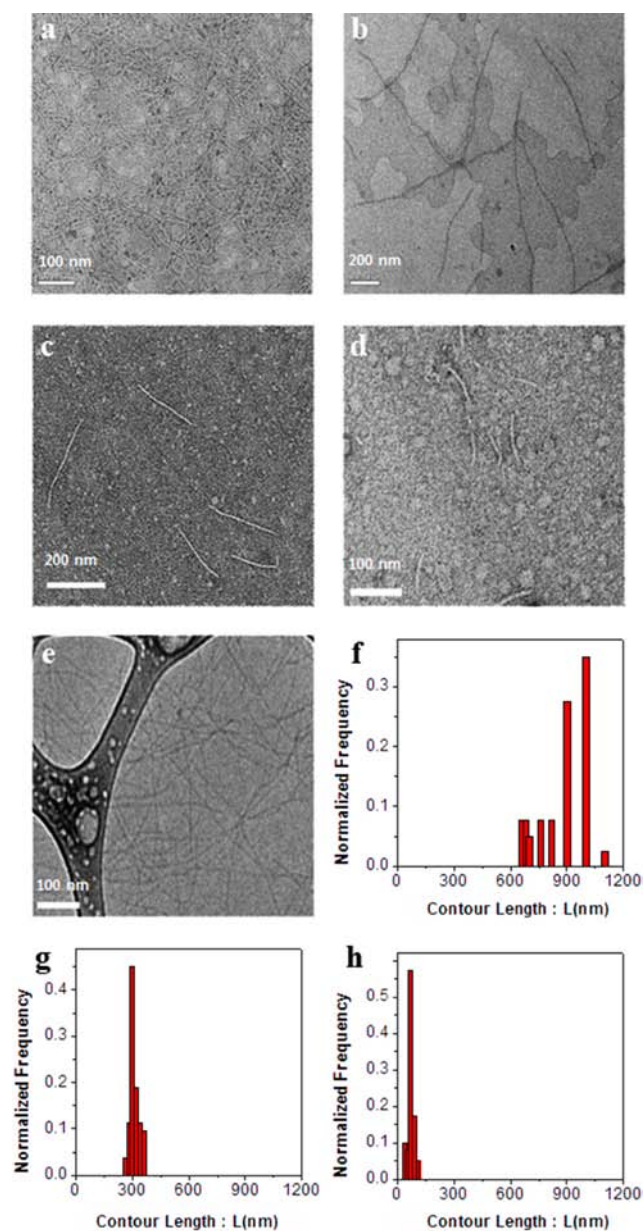 a
100 nm
b
200 nm
c
200 nm
d
100 nm
e
100 nm
f
Normalized Frequency
0.3
0.2
0.1
0.0
0 300 600 900 1200
Contour Length : L(nm)
g
Normalized Frequency
0.4
0.3
0.2
0.1
0.0
0 300 600 900 1200
Contour Length : L(nm)
h
Normalized Frequency
0.5
0.4
0.3
0.2
0.1
0.0
0 300 600 900 1200
Contour Length : L(nm)